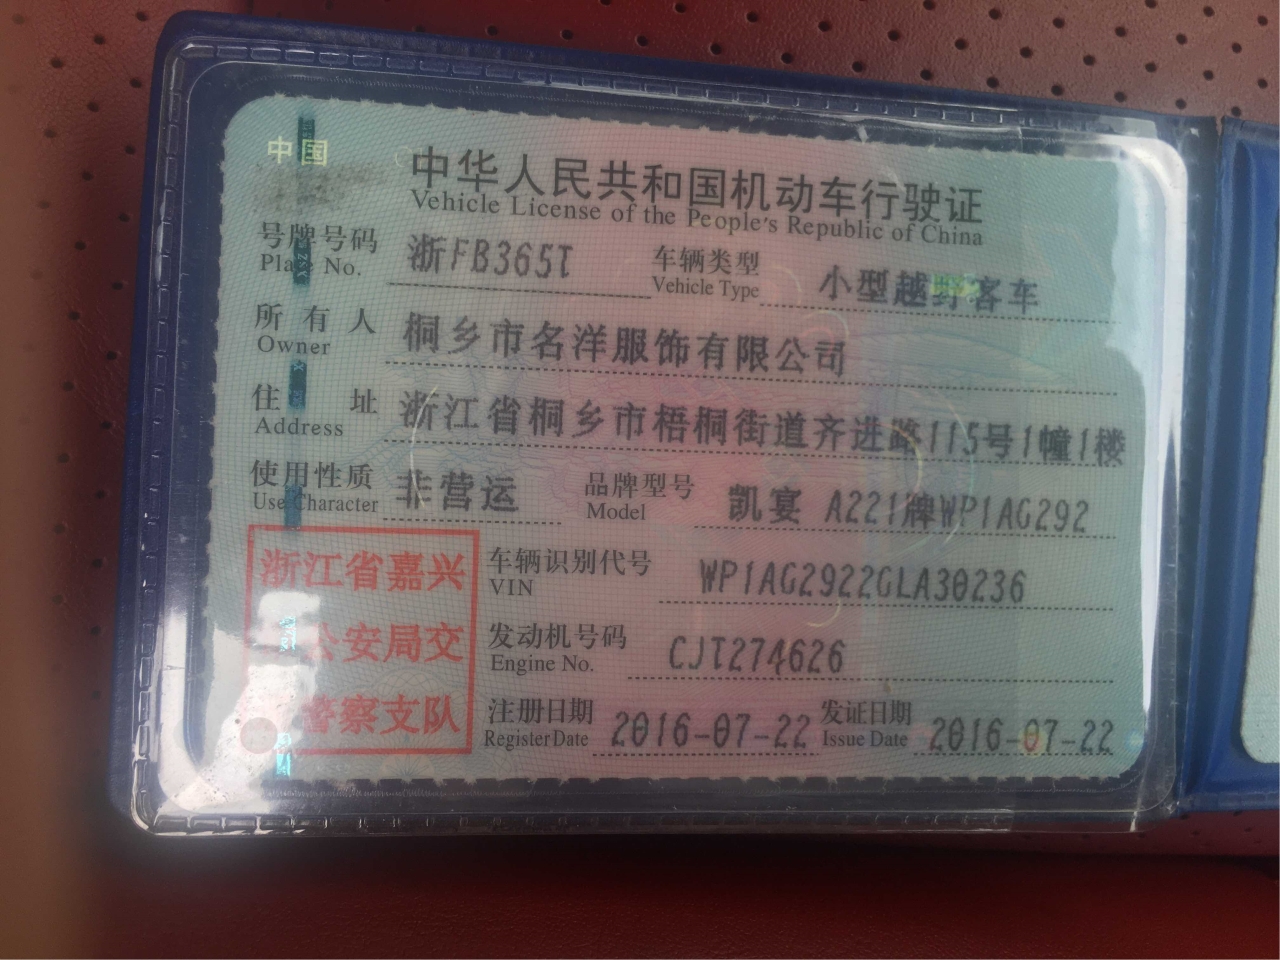 中国
中华人民共和国机动车行驶证
Vehicle License of the People's Republic of China
号牌号码 浙FB365T 车辆类型 小型越野客车
Plate No. Vehicle Type
所有人 桐乡市名洋服饰有限公司
Owner
住址 浙江省桐乡市梧桐街道齐进路115号1幢1楼
Address
使用性质 非营运 品牌型号 凯宴 A221牌WP1AG292
Use Character Model
浙江省嘉兴
公安局交
警察支队
车辆识别代号 WP1AG2922GLA30236
VIN
发动机号码 CJT274626
Engine No.
注册日期 2016-07-22 发证日期 2016-07-22
Register Date Issue Date